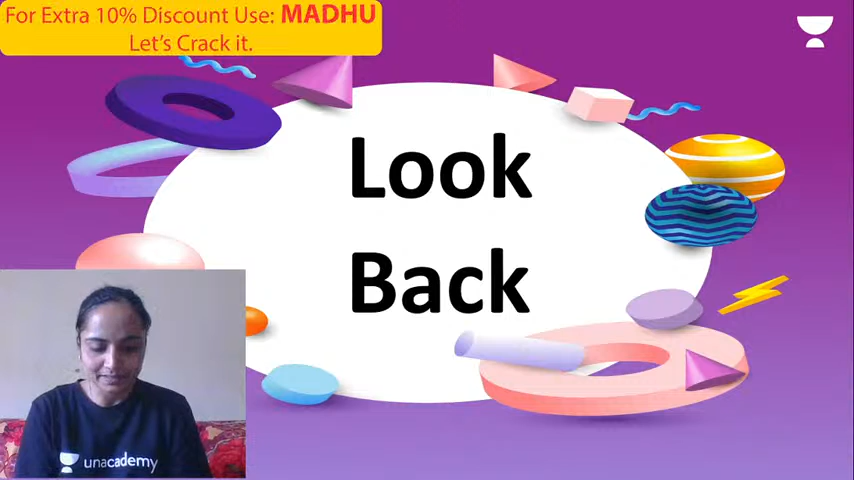 For Extra 10% Discount Use: MADHU
Let's Crack it.
Look
Back
unacademy